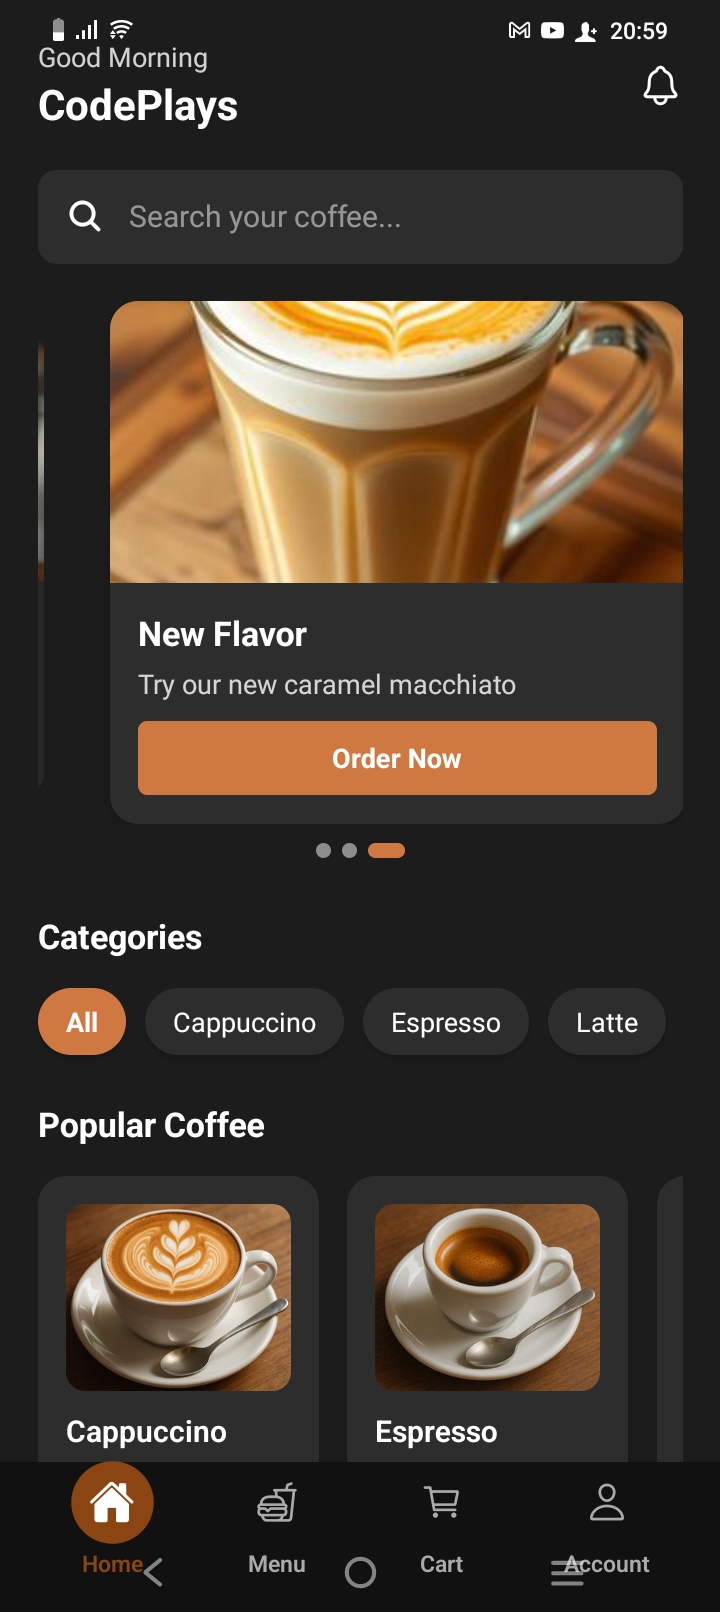 20:59
Good Morning
CodePlays
Search your coffee...
New Flavor
Try our new caramel macchiato
Order Now
Categories
All Cappuccino Espresso Latte
Popular Coffee
Cappuccino Espresso
Home Menu Cart Account